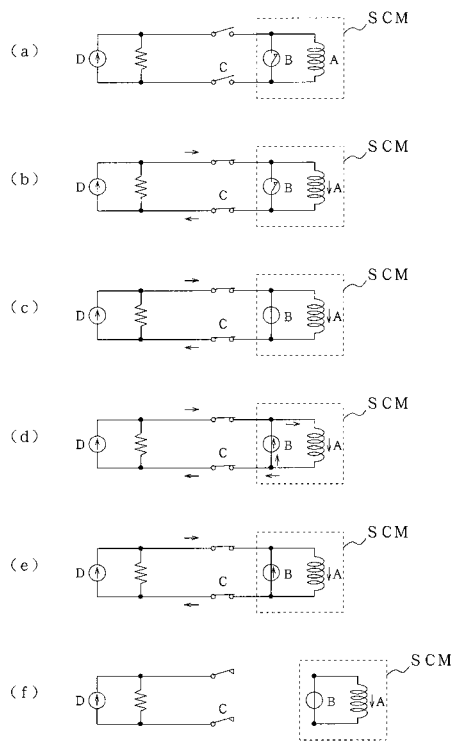 (a) D C B A SCM
(b) D C B A SCM
(c) D C B A SCM
(d) D C B A SCM
(e) D C B A SCM
(f) D C B A SCM